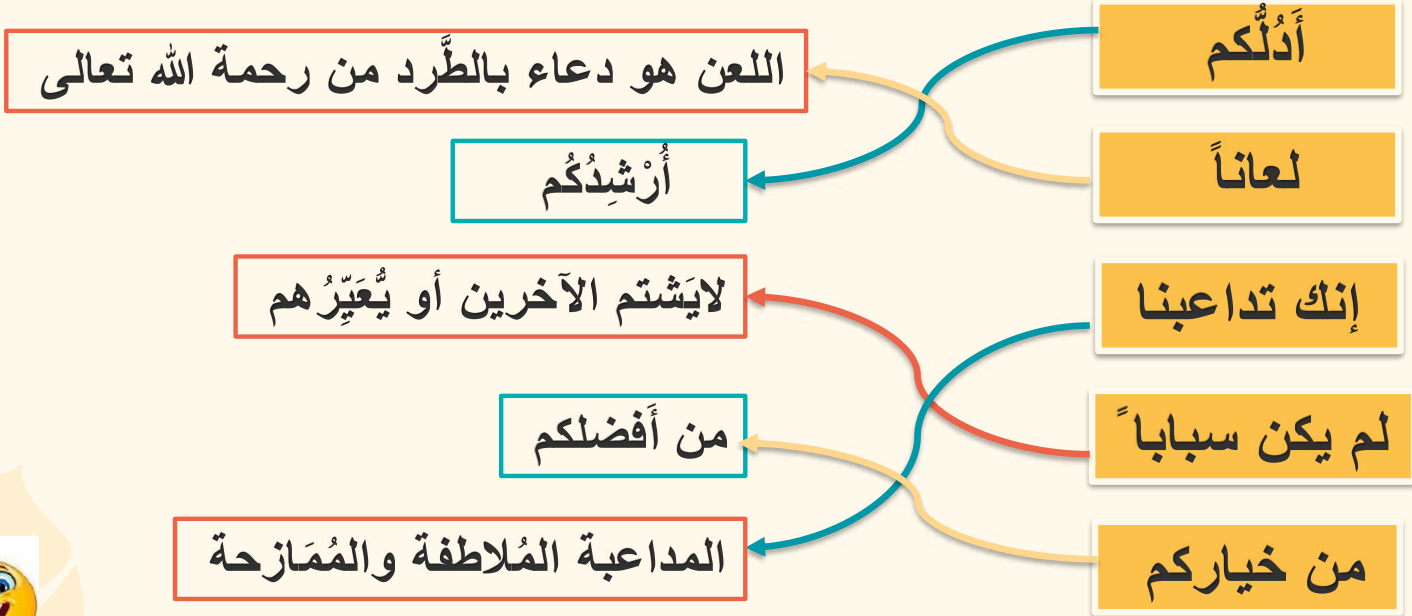 أَدُلُّكم
اللعن هو دعاء بالطَّرد من رحمة الله تعالى
لعاناً
أُرْشِدُكُم
إنك تداعبنا
لايَشتم الآخرين أو يُّعَيِّرُهم
لم يكن سبابا ً
من أَفضلكم
من خياركم
المداعبة المُلاطفة والمُمَازحة